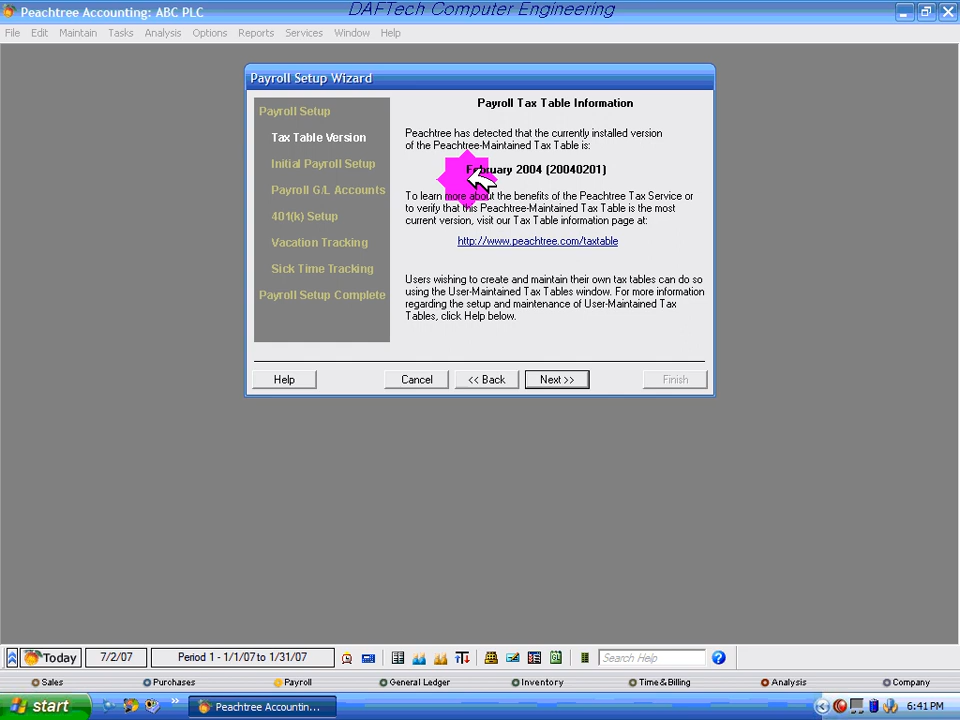 Peachtree Accounting: ABC PLC
DAFTech Computer Engineering
File Edit Maintain Tasks Analysis Options Reports Services Window Help
Payroll Setup Wizard
Payroll Setup
Tax Table Version
Initial Payroll Setup
Payroll G/L Accounts
401(k) Setup
Vacation Tracking
Sick Time Tracking
Payroll Setup Complete
Payroll Tax Table Information
Peachtree has detected that the currently installed version
of the Peachtree-Maintained Tax Table is:
February 2004 (20040201)
To learn more about the benefits of the Peachtree Tax Service or
to verify that this Peachtree-Maintained Tax Table is the most
current version, visit our Tax Table information page at:
http://www.peachtree.com/taxtable
Users wishing to create and maintain their own tax tables can do so
using the User-Maintained Tax Tables window. For more information
regarding the setup and maintenance of User-Maintained Tax
Tables, click Help below.
Help Cancel << Back Next >> Finish
Today 7/2/07 Period 1 - 1/1/07 to 1/31/07 Search Help
Sales Purchases Payroll General Ledger Inventory Time & Billing Analysis Company
start Peachtree Accountin... 6:41 PM